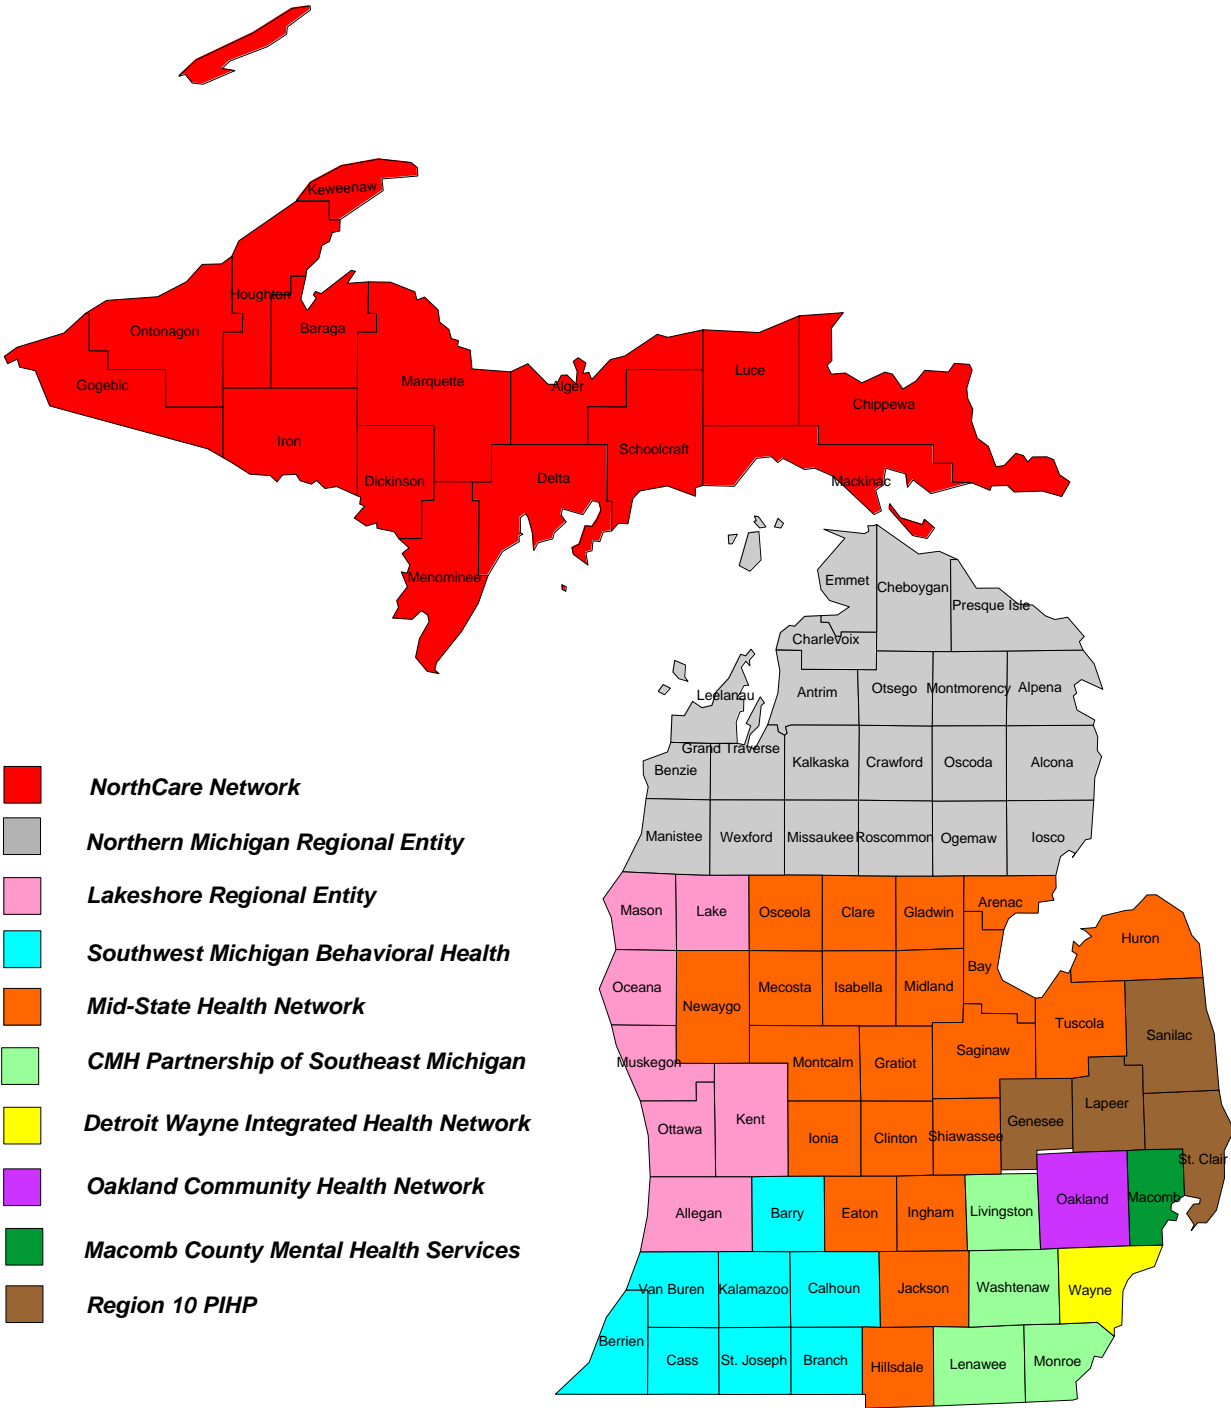 Keweenaw
Houghton
Ontonagon
Baraga
Gogebic
Marquette
Alger
Luce
Chippewa
Iron
Schoolcraft
Dickinson
Delta
Mackinac
Menominee
Emmet
Cheboygan
Presque Isle
Charlevoix
Leelanau
Antrim
Otsego
Montmorency
Alpena
Grand Traverse
Benzie
Kalkaska
Crawford
Oscoda
Alcona
Manistee
Wexford
Missaukee
Roscommon
Ogemaw
Iosco
Mason
Lake
Osceola
Clare
Gladwin
Arenac
Huron
Oceana
Newaygo
Mecosta
Isabella
Midland
Bay
Tuscola
Sanilac
Muskegon
Montcalm
Gratiot
Saginaw
Ottawa
Kent
Ionia
Clinton
Shiawassee
Genesee
Lapeer
St. Clair
Allegan
Barry
Eaton
Ingham
Livingston
Oakland
Macomb
Van Buren
Kalamazoo
Calhoun
Jackson
Washtenaw
Wayne
Berrien
Cass
St. Joseph
Branch
Hillsdale
Lenawee
Monroe
NorthCare Network
Northern Michigan Regional Entity
Lakeshore Regional Entity
Southwest Michigan Behavioral Health
Mid-State Health Network
CMH Partnership of Southeast Michigan
Detroit Wayne Integrated Health Network
Oakland Community Health Network
Macomb County Mental Health Services
Region 10 PIHP